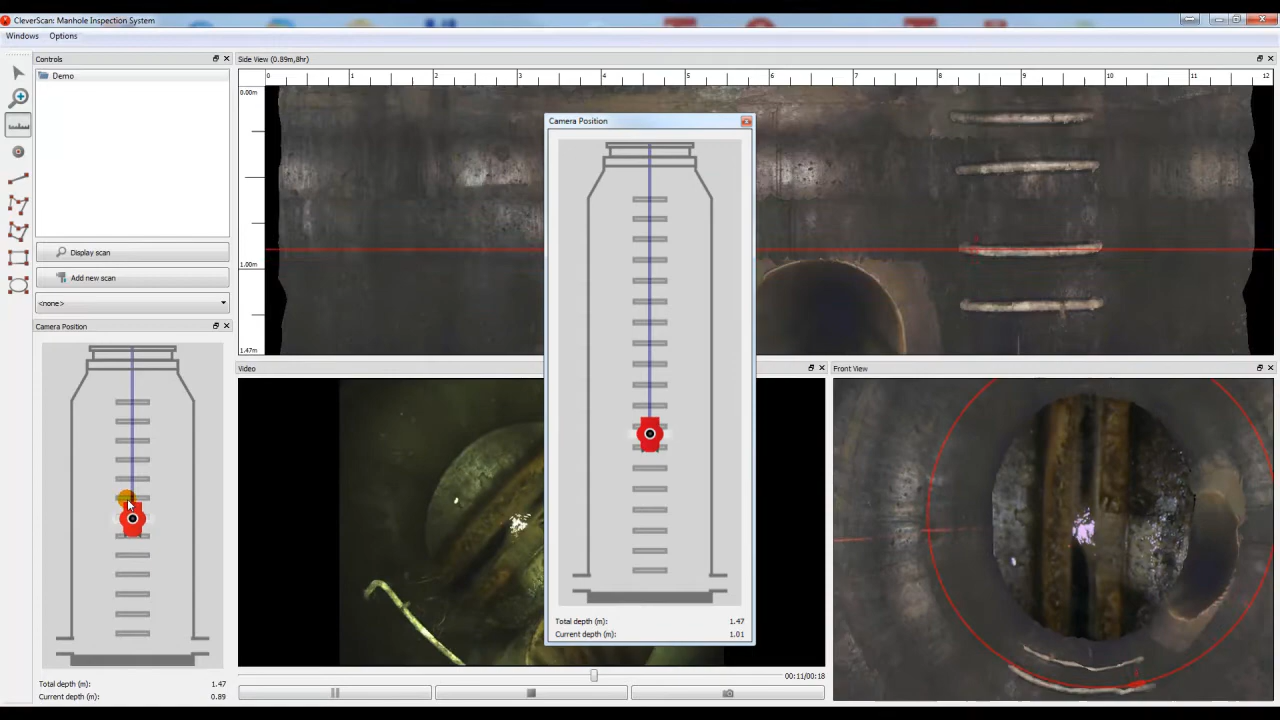 CleverScan: Manhole Inspection System
Windows Options
Controls
Demo
Display scan
Add new scan
<none>
Camera Position
Total depth (m): 1.47
Current depth (m): 0.89
Side View (0.89m,8hr)
0 1 2 3 4 5 6 7 8 9 10 11 12
0.00m
1.00m
1.47m
Camera Position
Total depth (m): 1.47
Current depth (m): 1.01
Video
00:11/00:18
Front View